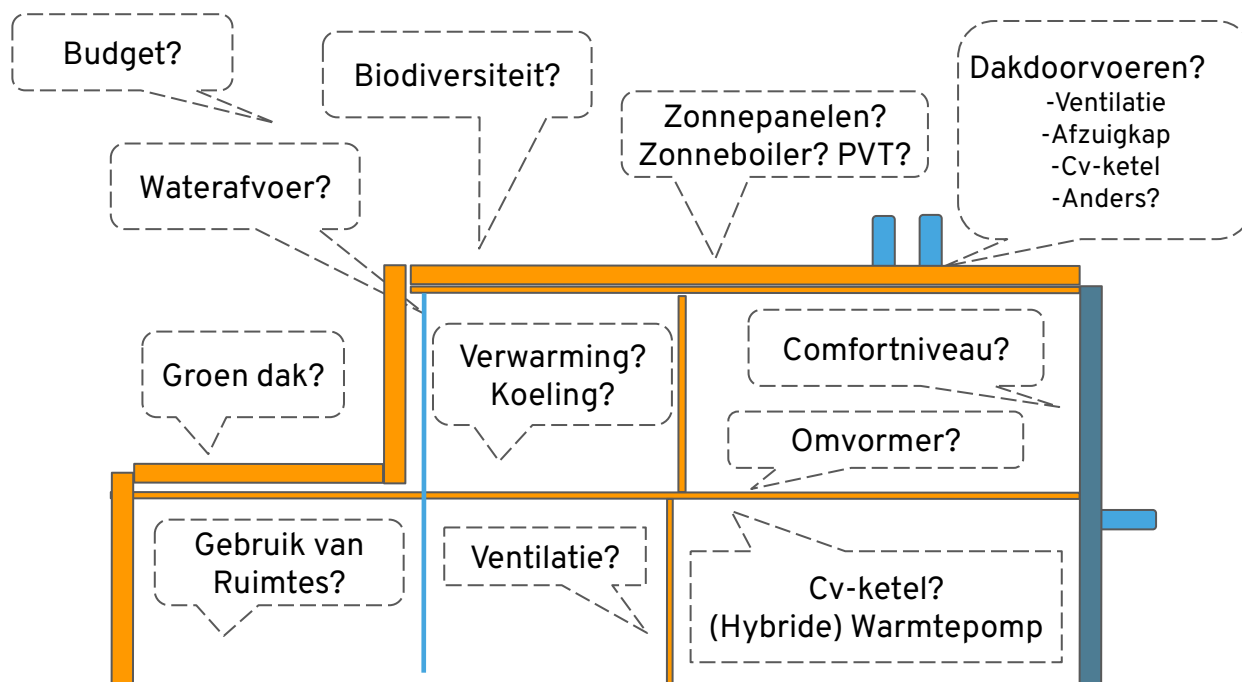 Budget?
Biodiversiteit?
Dakdoorvoeren?
-Ventilatie
-Afzuigkap
-Cv-ketel
-Anders?
Zonnepanelen?
Zonneboiler? PVT?
Waterafvoer?
Groen dak?
Verwarming?
Koeling?
Comfortniveau?
Omvormer?
Gebruik van
Ruimtes?
Ventilatie?
Cv-ketel?
(Hybride) Warmtepomp